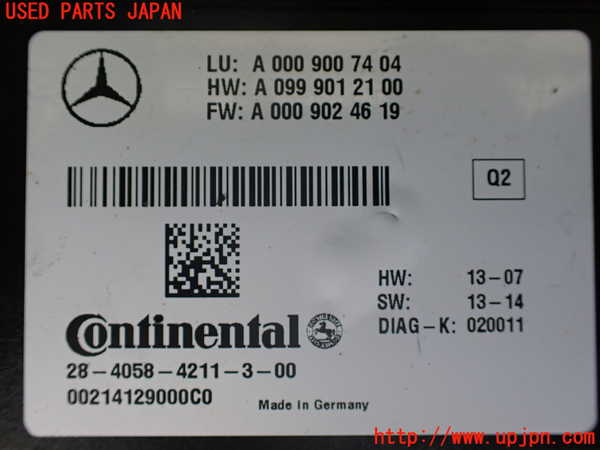 USED PARTS JAPAN
LU: A 000 900 74 04
HW: A 099 901 21 00
FW: A 000 902 46 19
Q2
HW: 13-07
SW: 13-14
DIAG-K: 020011
Continental
28-4058-4211-3-00
00214129000C0
Made in Germany
http://www.upjpn.com/